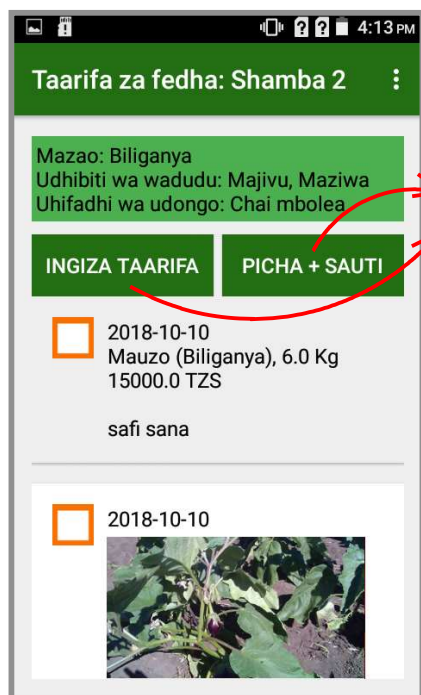 4:13 PM
Taarifa za fedha: Shamba 2
Mazao: Biliganya
Udhibiti wa wadudu: Majivu, Maziwa
Uhifadhi wa udongo: Chai mbolea
INGIZA TAARIFA
PICHA + SAUTI
2018-10-10
Mauzo (Biliganya), 6.0 Kg
15000.0 TZS
safi sana
2018-10-10